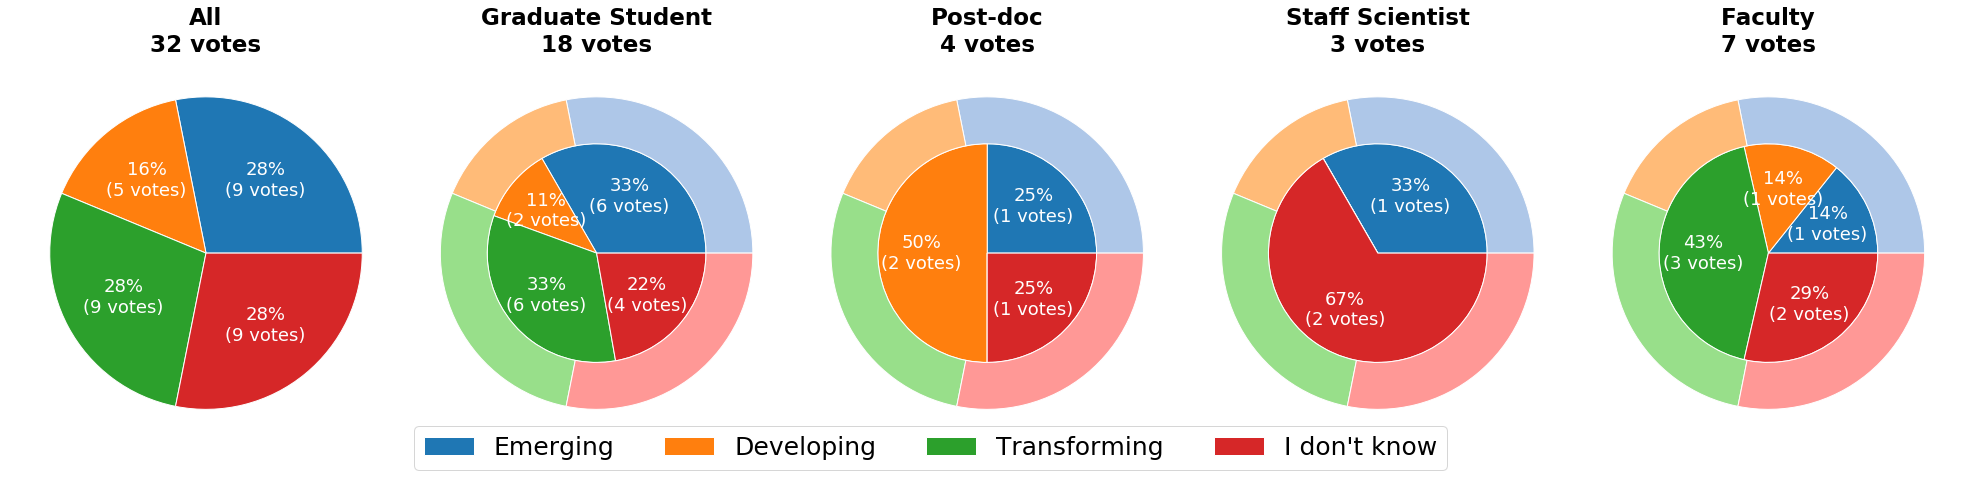 All
32 votes
28%
(9 votes)
16%
(5 votes)
28%
(9 votes)
28%
(9 votes)
Graduate Student
18 votes
33%
(6 votes)
11%
(2 votes)
33%
(6 votes)
22%
(4 votes)
Post-doc
4 votes
25%
(1 votes)
50%
(2 votes)
25%
(1 votes)
Staff Scientist
3 votes
33%
(1 votes)
67%
(2 votes)
Faculty
7 votes
14%
(1 votes)
14%
(1 votes)
43%
(3 votes)
29%
(2 votes)
Emerging
Developing
Transforming
I don't know